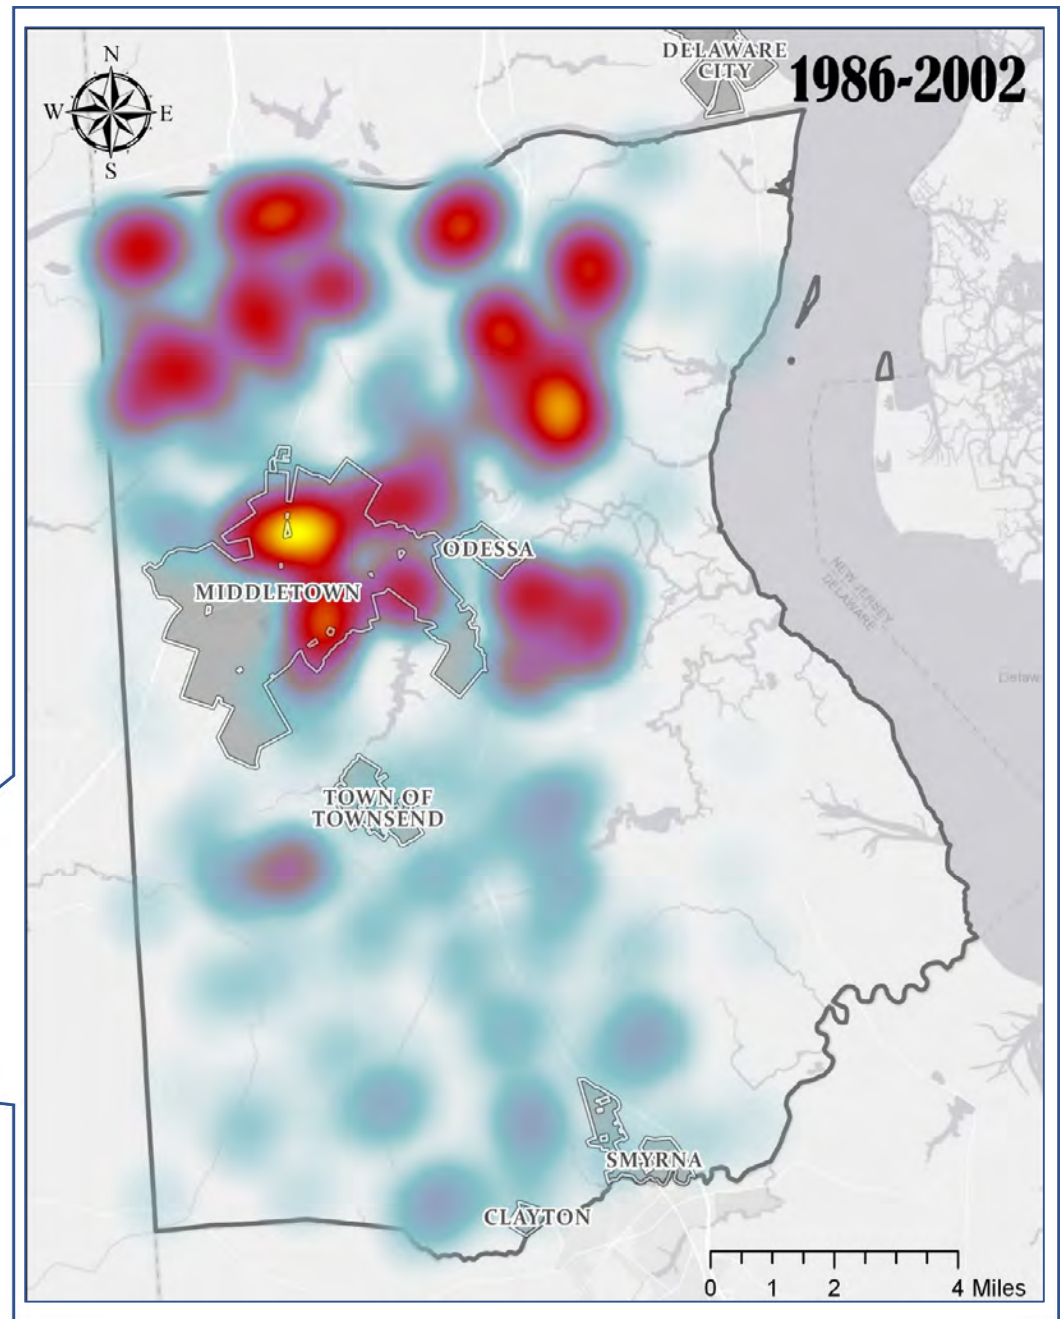 DELAWARE
CITY
1986-2002
N
W
E
S
ODESSA
MIDDLETOWN
NEW JERSEY
DELAWARE
Delaw
TOWN OF
TOWNSEND
SMYRNA
CLAYTON
0 1 2 4 Miles